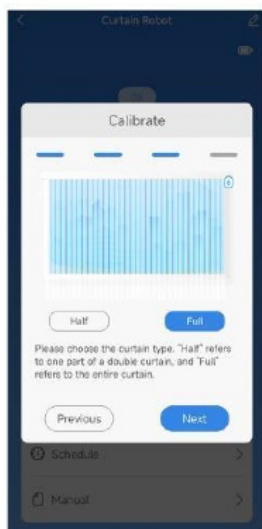 Curtain Robot
Calibrate
Half
Full
Please choose the curtain type. "Half" refers
to one part of a double curtain, and "Full"
refers to the entire curtain.
Previous
Next
Schedule
Manual